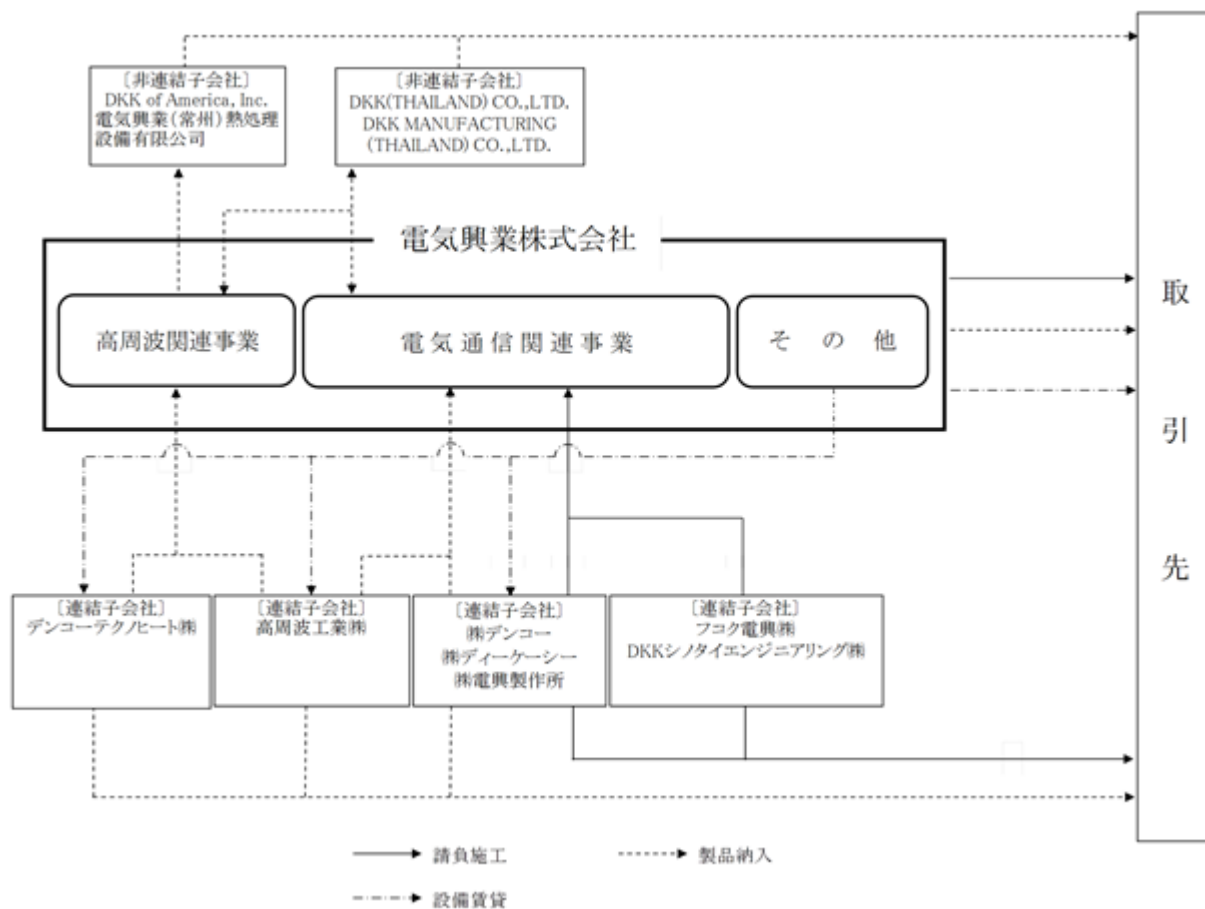 〔非連結子会社〕
DKK of America, Inc.
電気興業(常州)熱処理
設備有限公司
〔非連結子会社〕
DKK(THAILAND) CO.,LTD.
DKK MANUFACTURING
(THAILAND) CO.,LTD.
電気興業株式会社
高周波関連事業
電気通信関連事業
その他
取引先
〔連結子会社〕
デンコーテクノヒート㈱
〔連結子会社〕
高周波工業㈱
〔連結子会社〕
㈱デンコー
㈱ディーケーシー
㈱電興製作所
〔連結子会社〕
フコク電興㈱
DKKシノタイエンジニアリング㈱
請負施工
製品納入
設備賃貸